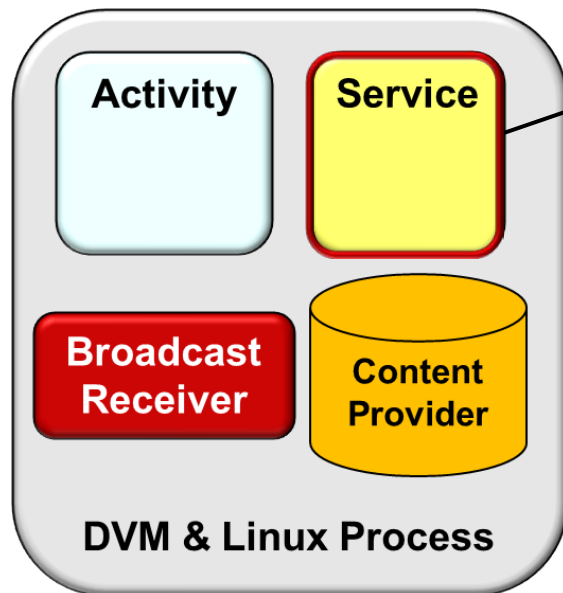 Activity
Service
Broadcast
Receiver
Content
Provider
DVM & Linux Process